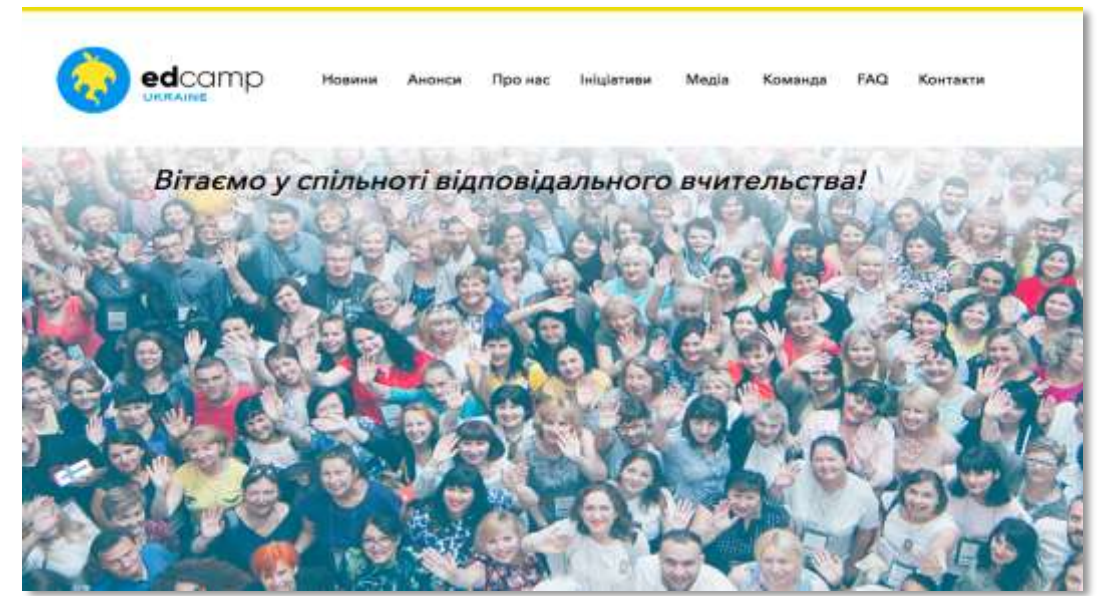 edcamp
UKRAINE
Новини Анонси Про нас Ініціативи Медіа Команда FAQ Контакти
Вітаємо у спільноті відповідального вчительства!